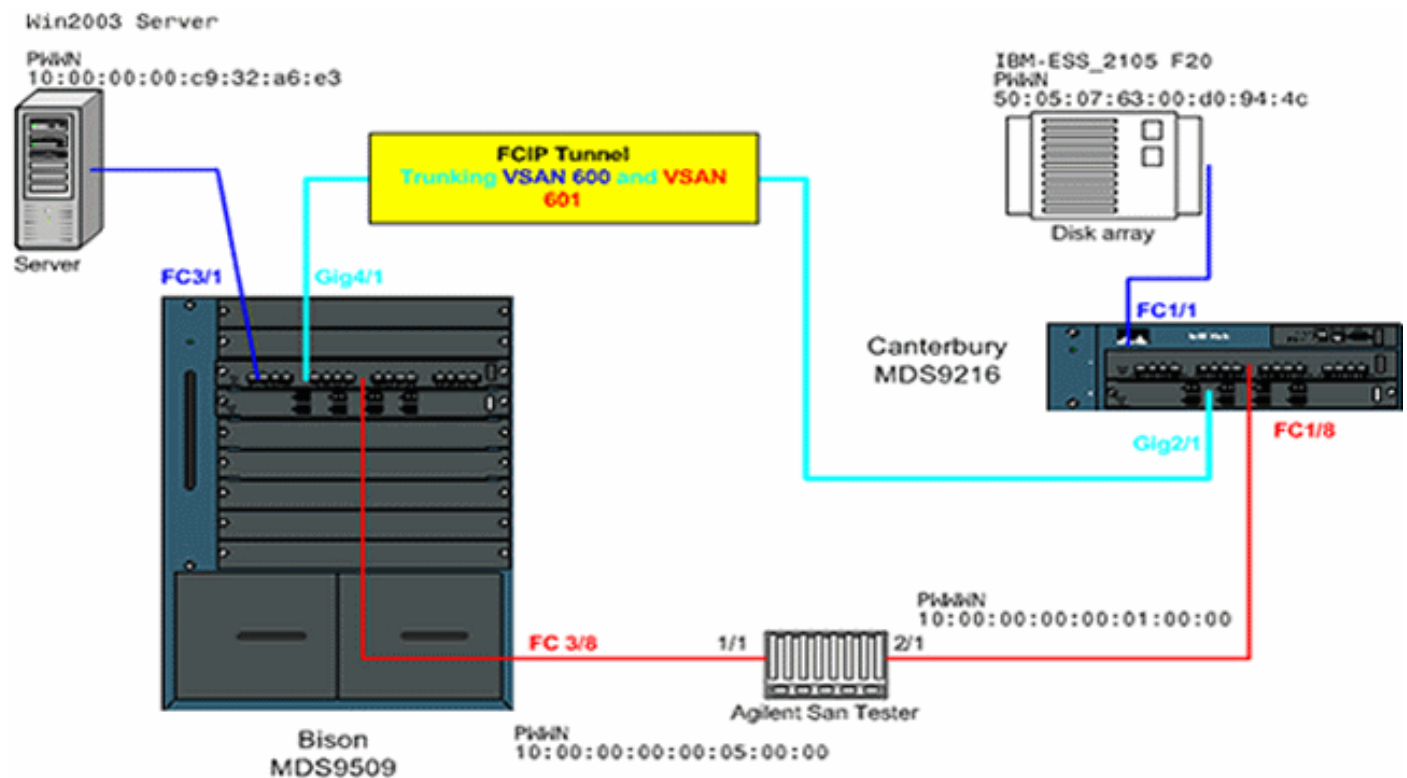 Win2003 Server
PWWN
10:00:00:00:c9:32:a6:e3
IBM-ESS_2105 F20
PWWN
50:05:07:63:00:d0:94:4c
FCIP Tunnel
Trunking VSAN 600 and VSAN
601
Disk array
Server
FC3/1
Gig4/1
FC1/1
Canterbury
MDS9216
Gig2/1
FC1/8
PWWWN
10:00:00:00:00:01:00:00
FC 3/8
1/1
2/1
Agilent San Tester
Bison
MDS9509
PWWN
10:00:00:00:00:05:00:00